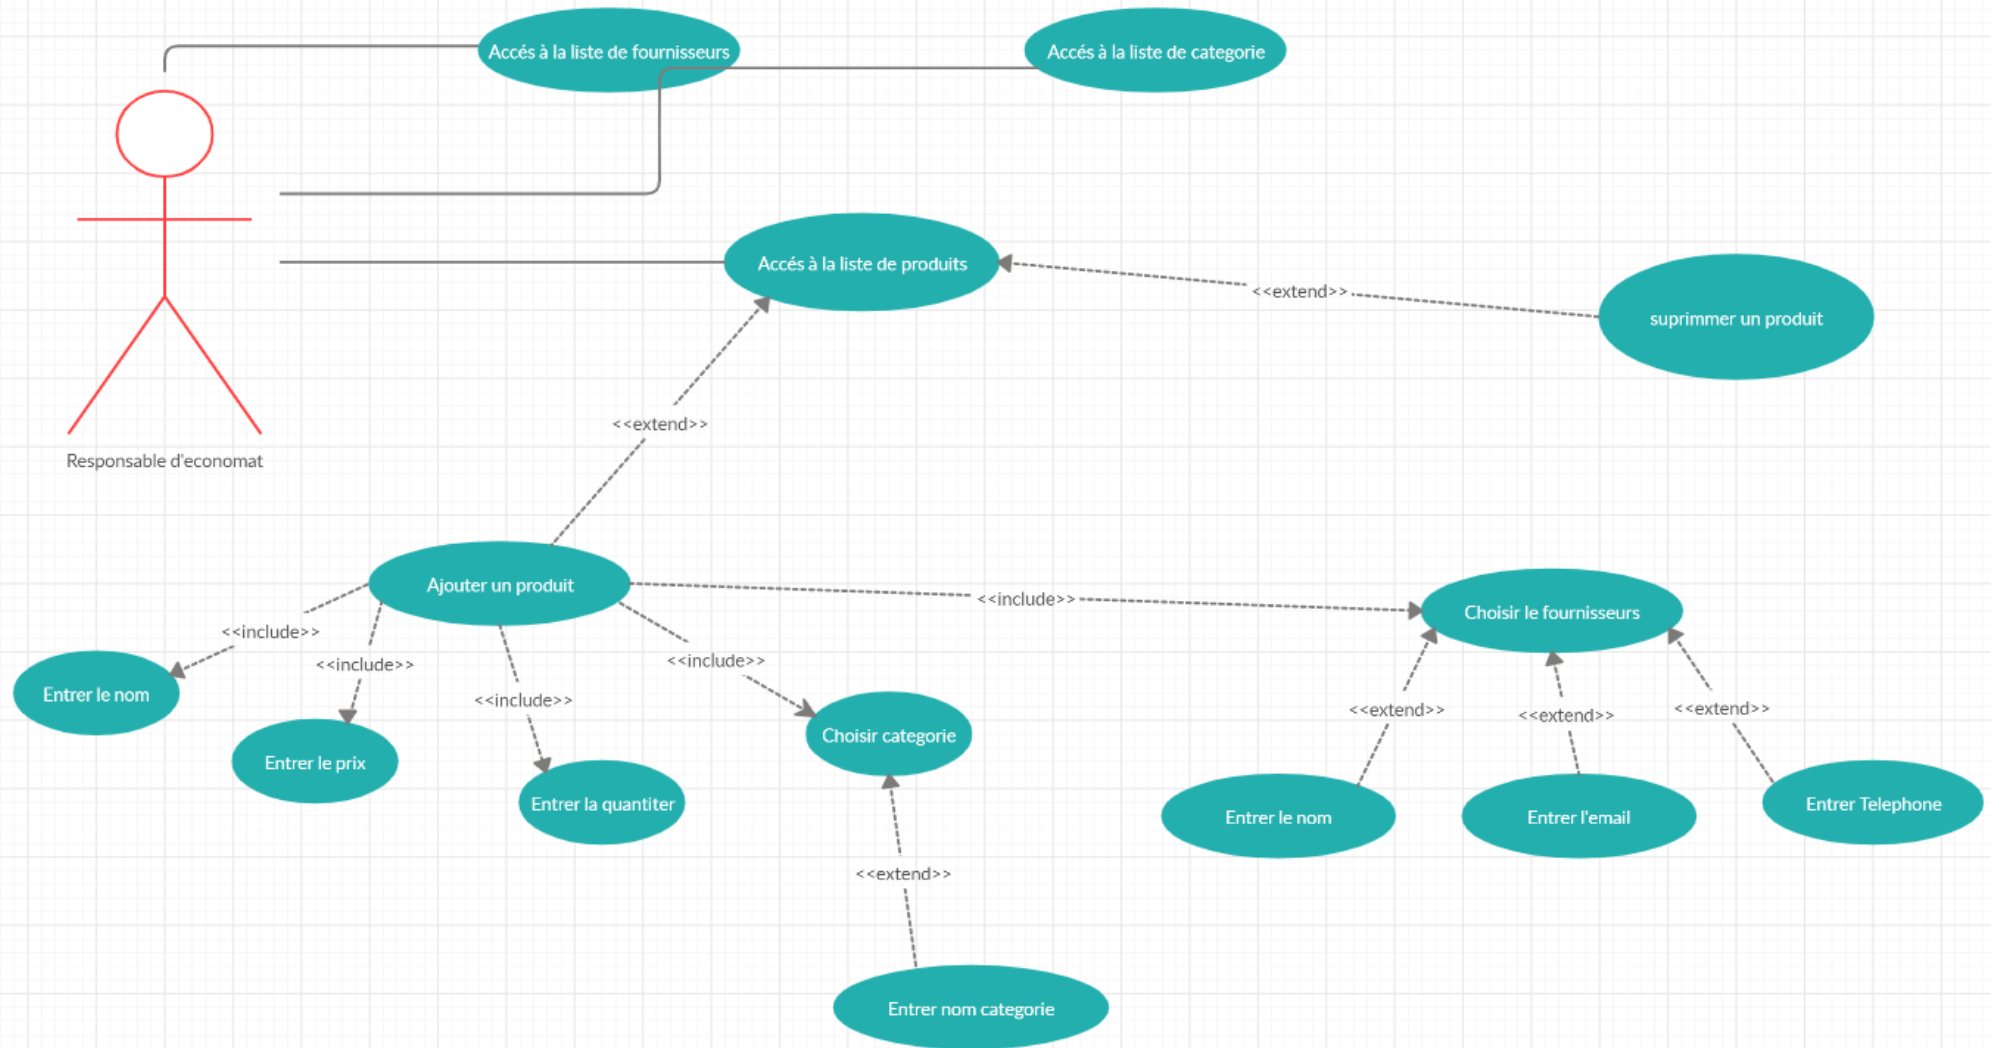 Accés à la liste de fournisseurs
Accés à la liste de categorie
Accés à la liste de produits
<<extend>>
suprimmer un produit
<<extend>>
Responsable d'economat
Ajouter un produit
<<include>>
Choisir le fournisseurs
<<include>>
<<include>>
<<include>>
<<include>>
Entrer le nom
Entrer le prix
Entrer la quantiter
Choisir categorie
<<extend>>
<<extend>>
<<extend>>
Entrer le nom
Entrer l'email
Entrer Telephone
<<extend>>
Entrer nom categorie